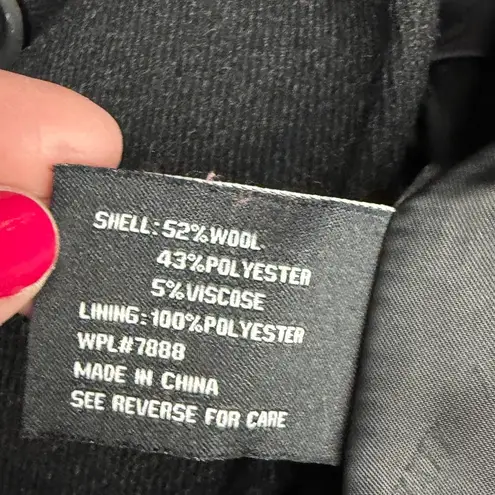 SHELL:52%WOOL
43%POLYESTER
5%VISCOSE
LINING:100%POLYESTER
WPL#7888
MADE IN CHINA
SEE REVERSE FOR CARE